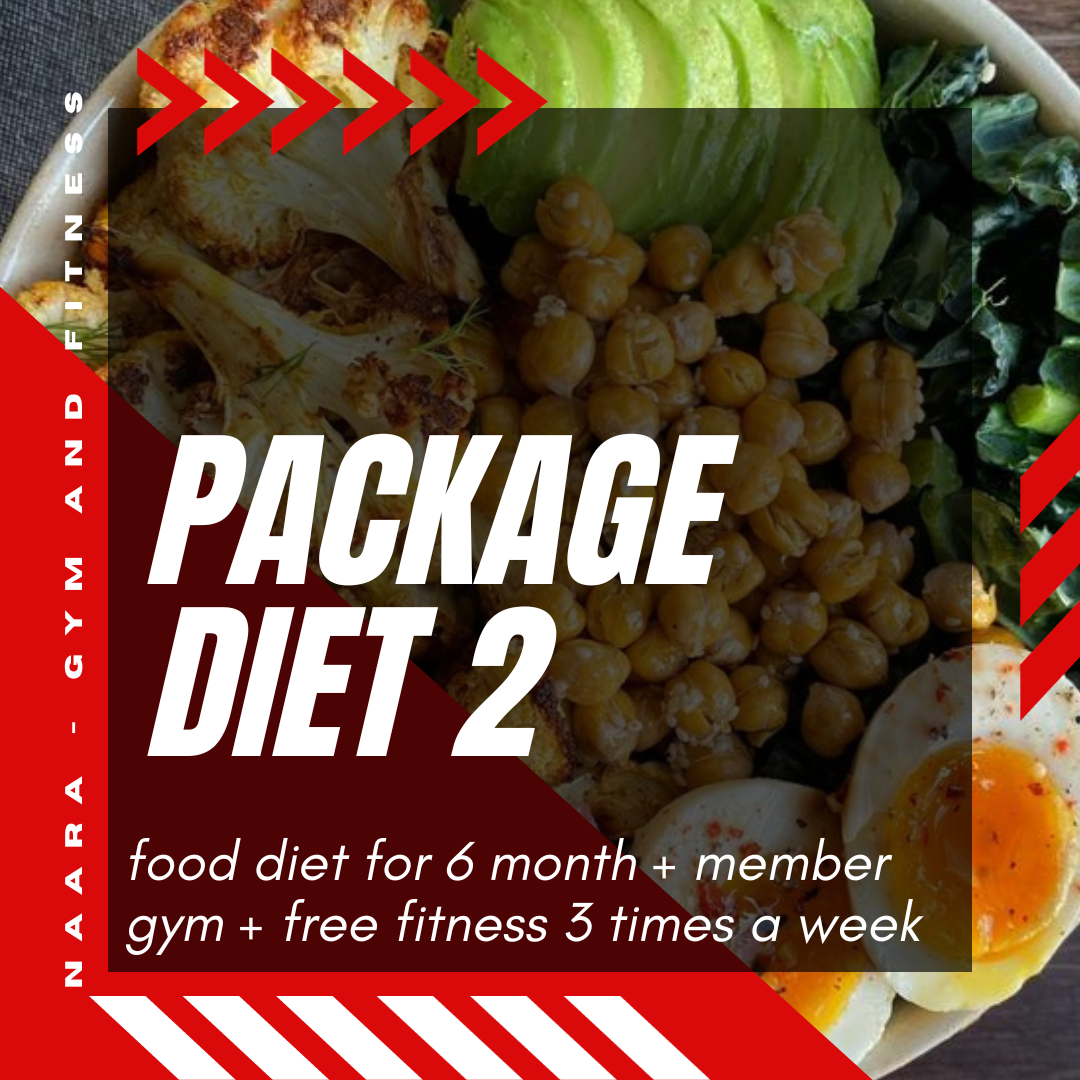 NAARA - GYM AND FITNESS
PACKAGE
DIET 2
food diet for 6 month + member
gym + free fitness 3 times a week